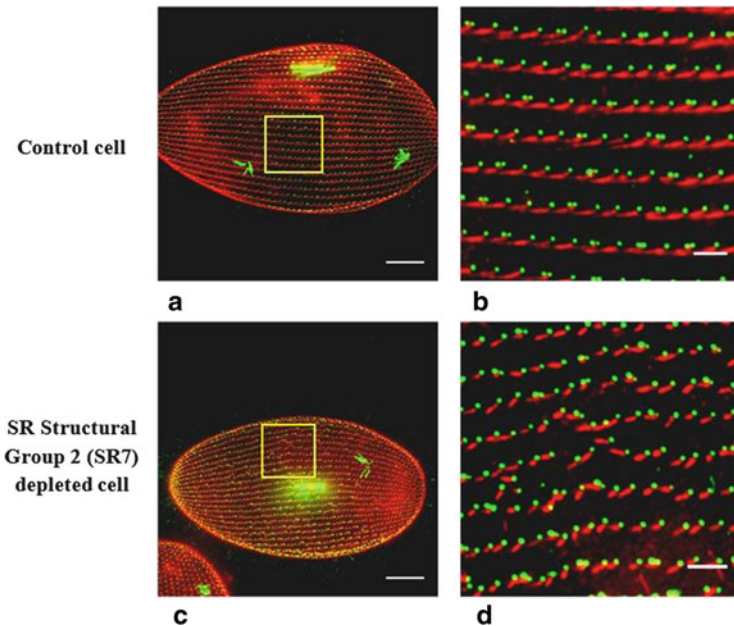 Control cell
a
b
SR Structural
Group 2 (SR7)
depleted cell
c
d